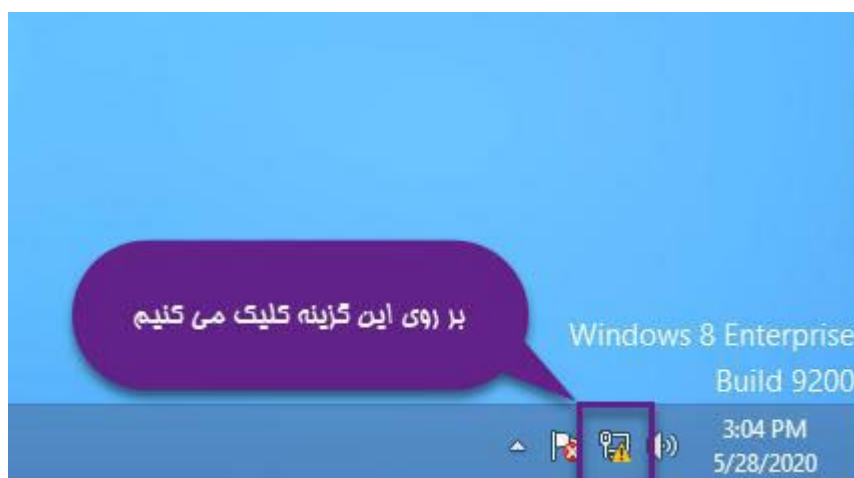 بر روی این گزینه کلیک می کنیم
Windows 8 Enterprise
Build 9200
3:04 PM
5/28/2020